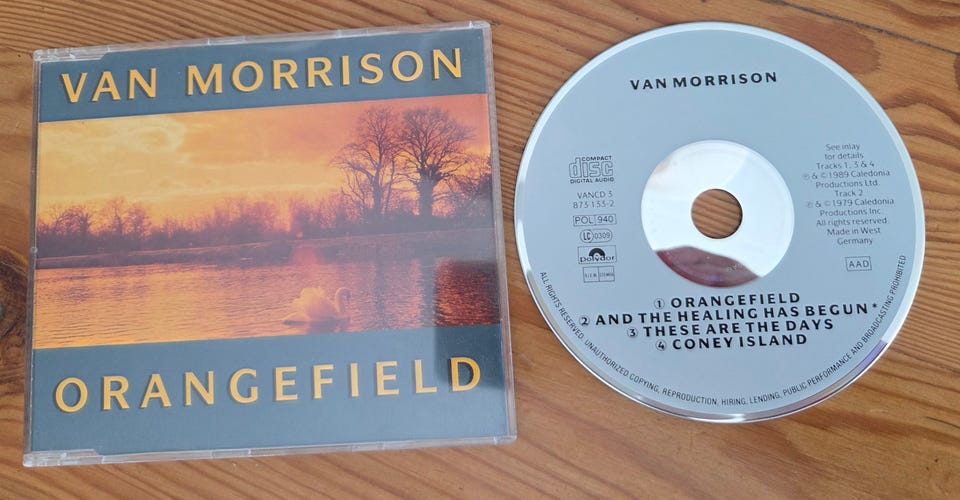 VAN MORRISON
ORANGEFIELD
VAN MORRISON
COMPACT
disc
DIGITAL AUDIO
VANCD 3
873 133-2
POL 940
LC 0309
Polydor
See inlay
for details
Tracks 1, 3 & 4
℗ & © 1989 Caledonia
Productions Ltd.
Track 2
℗ & © 1979 Caledonia
Productions Inc.
All rights reserved.
Made in West
Germany
AAD
1 ORANGEFIELD
2 AND THE HEALING HAS BEGUN*
3 THESE ARE THE DAYS
4 CONEY ISLAND
ALL RIGHTS RESERVED. UNAUTHORIZED COPYING, REPRODUCTION, HIRING, LENDING, PUBLIC PERFORMANCE AND BROADCASTING PROHIBITED